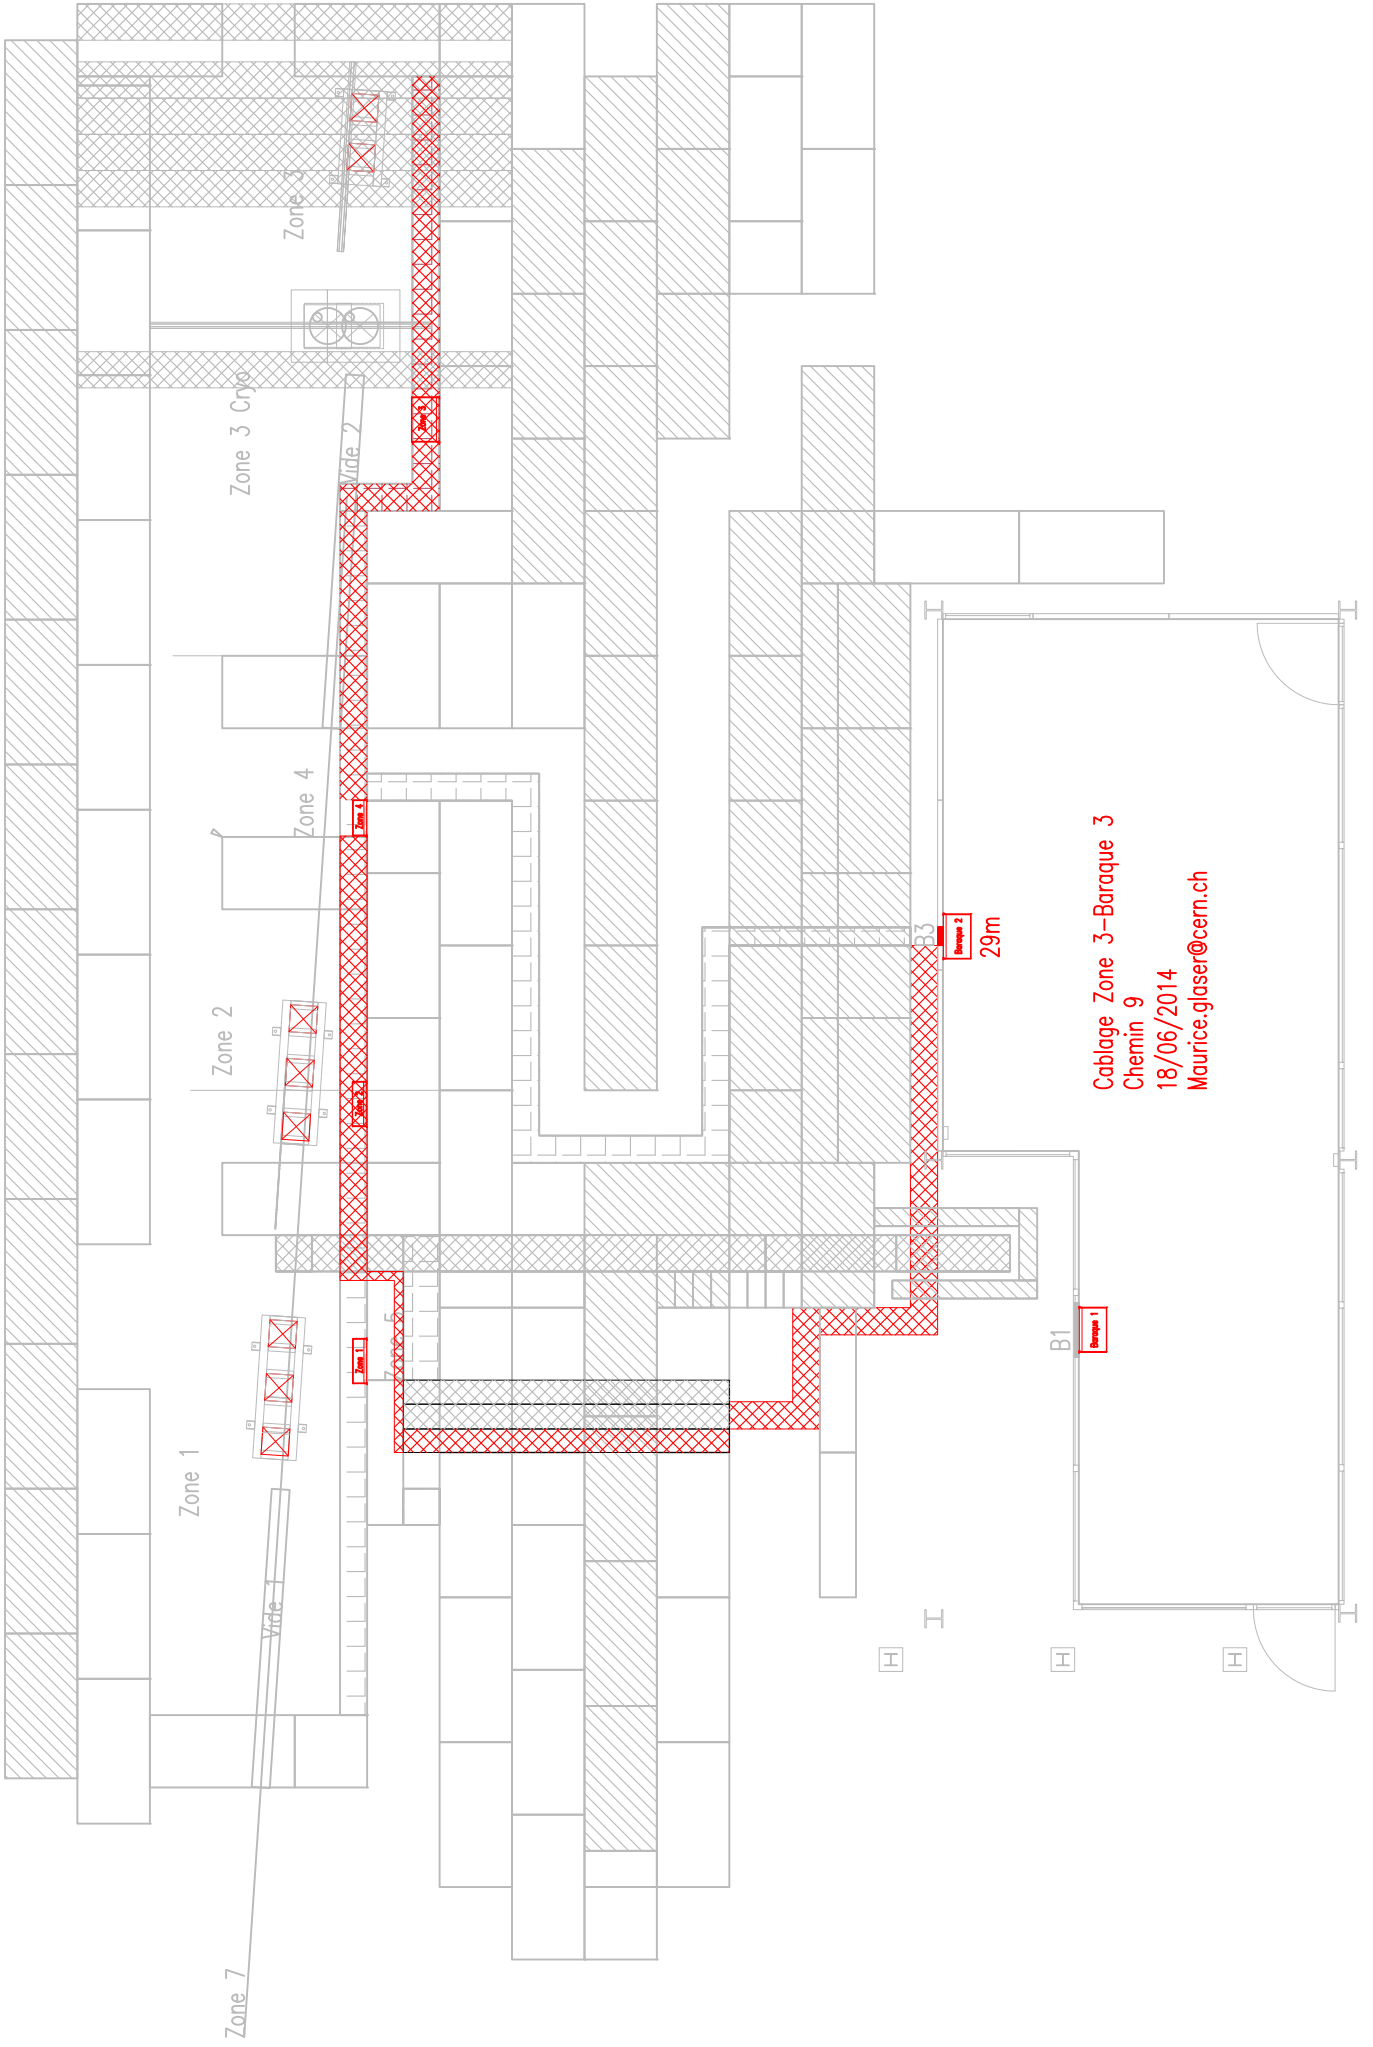 Zone 3
Zone 3 Cryo
Vide 2
Zone 3
Zone 4
Zone 4
Zone 2
Zone 2
Zone 1
Zone 5
Zone 1
Vide 1
Zone 7
B3
Baraque 2
29m
B1
Baraque 1
Cablage Zone 3-Baraque 3
Chemin 9
18/06/2014
Maurice.glaser@cern.ch
H
H
H